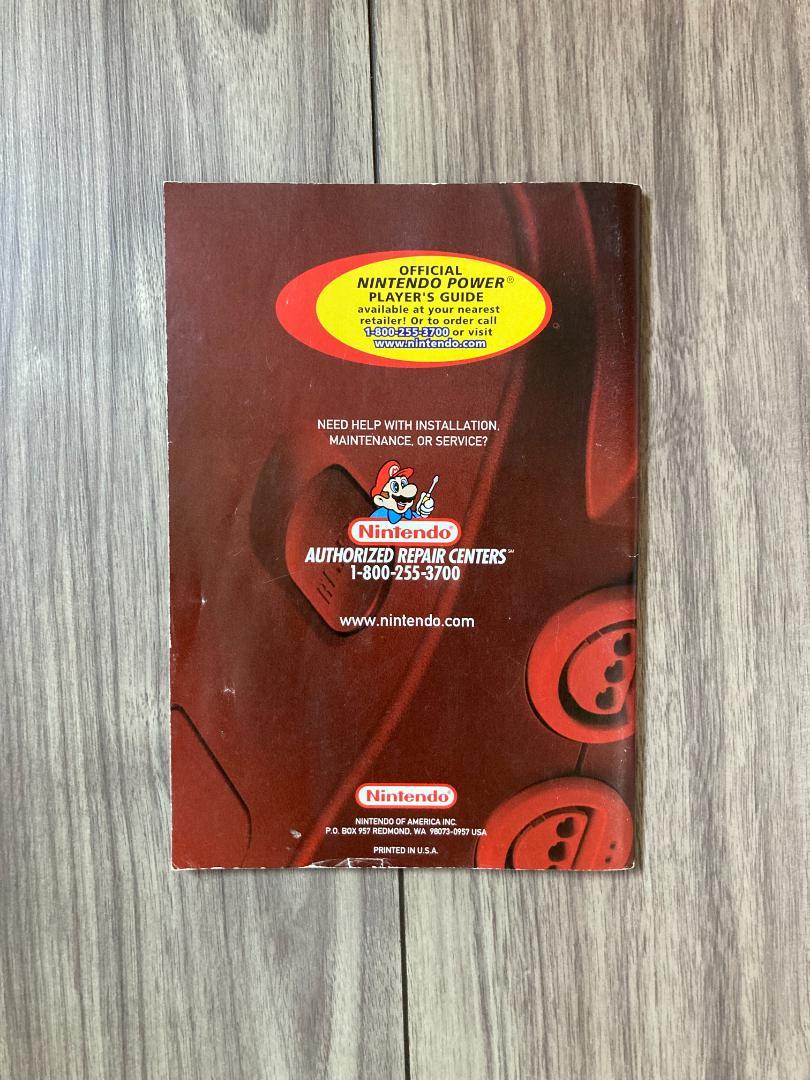 OFFICIAL
NINTENDO POWER®
PLAYER'S GUIDE
available at your nearest
retailer! Or to order call
1-800-255-3700 or visit
www.nintendo.com
NEED HELP WITH INSTALLATION,
MAINTENANCE, OR SERVICE?
Nintendo®
AUTHORIZED REPAIR CENTERS℠
1-800-255-3700
www.nintendo.com
Nintendo®
NINTENDO OF AMERICA INC.
P.O. BOX 957 REDMOND, WA 98073-0957 USA
PRINTED IN U.S.A.